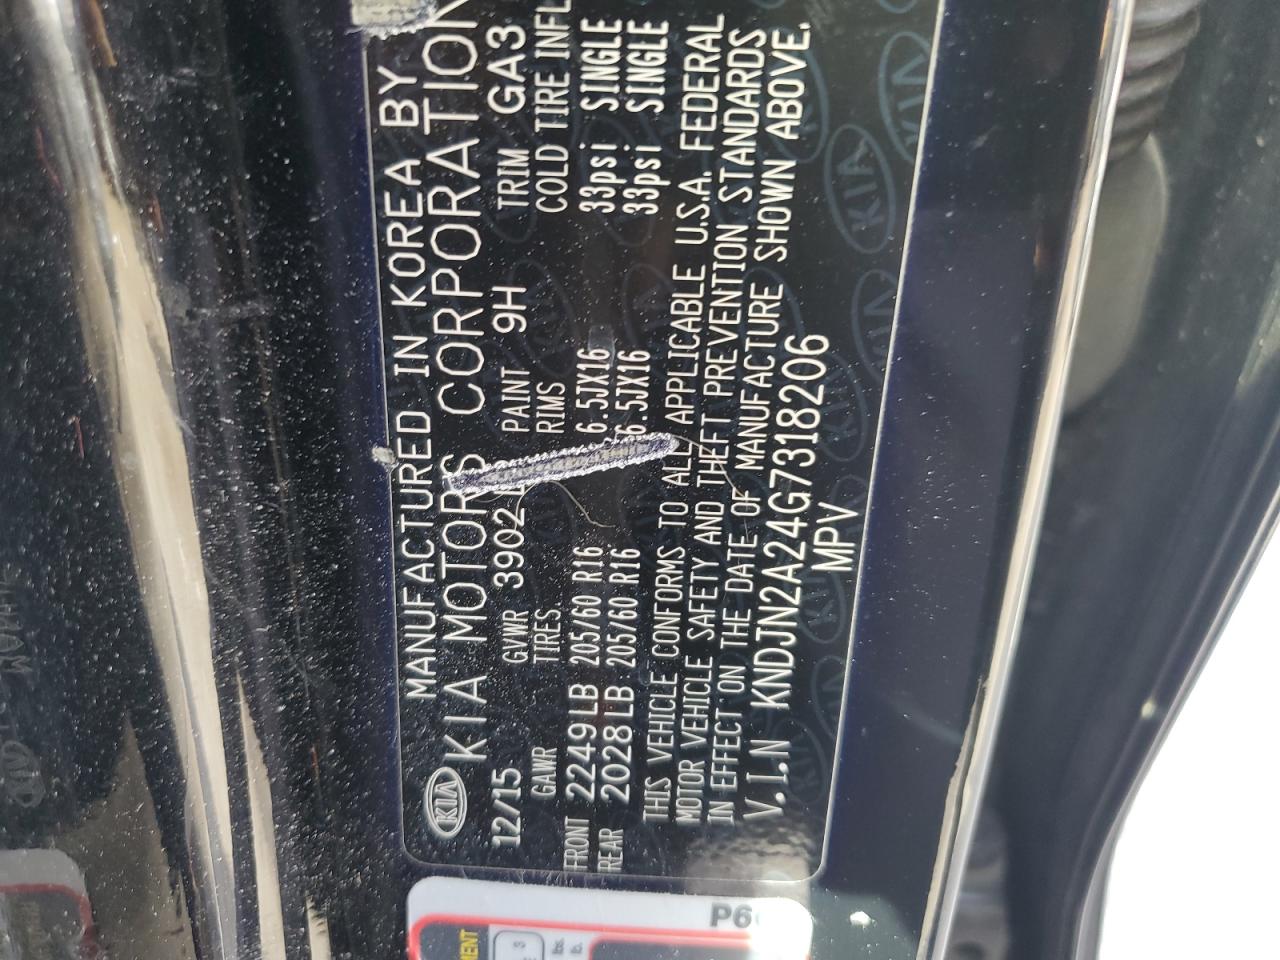 MANUFACTURED IN KOREA BY
KIA KIA MOTORS CORPORATION
12/15 GVWR 3902 PAINT 9H TRIM GA3
GAWR TIRES. RIMS COLD TIRE INFL
FRONT 2249LB 205/60 R16 6.5JX16 33psi SINGLE
REAR 2028LB 205/60 R16 6.5JX16 33psi SINGLE
THIS VEHICLE CONFORMS TO ALL APPLICABLE U.S.A. FEDERAL
MOTOR VEHICLE SAFETY AND THEFT PREVENTION STANDARDS
IN EFFECT ON THE DATE OF MANUFACTURE SHOWN ABOVE.
V.I.N KNDJN2A24G7318206
MPV